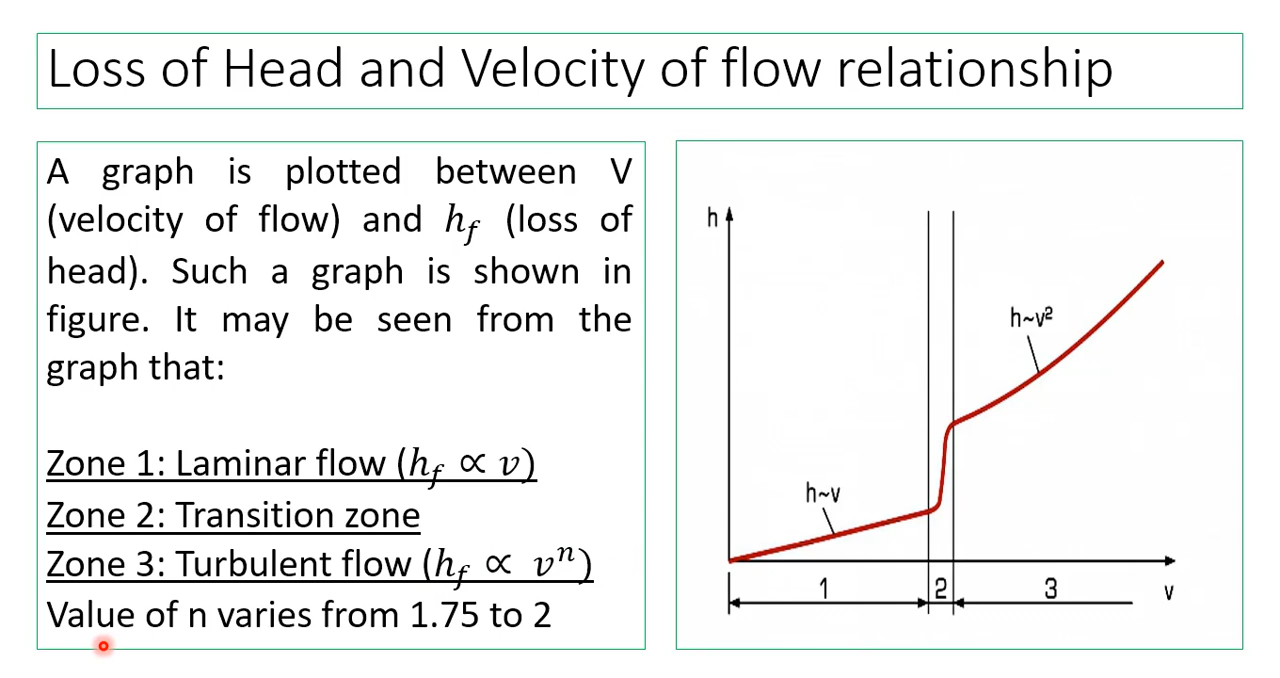 Loss of Head and Velocity of flow relationship
A graph is plotted between V
(velocity of flow) and h_f (loss of
head). Such a graph is shown in
figure. It may be seen from the
graph that:
Zone 1: Laminar flow (h_f ∝ v)
Zone 2: Transition zone
Zone 3: Turbulent flow (h_f ∝ vⁿ)
Value of n varies from 1.75 to 2
h
h~v²
h~v
1
2
3
v